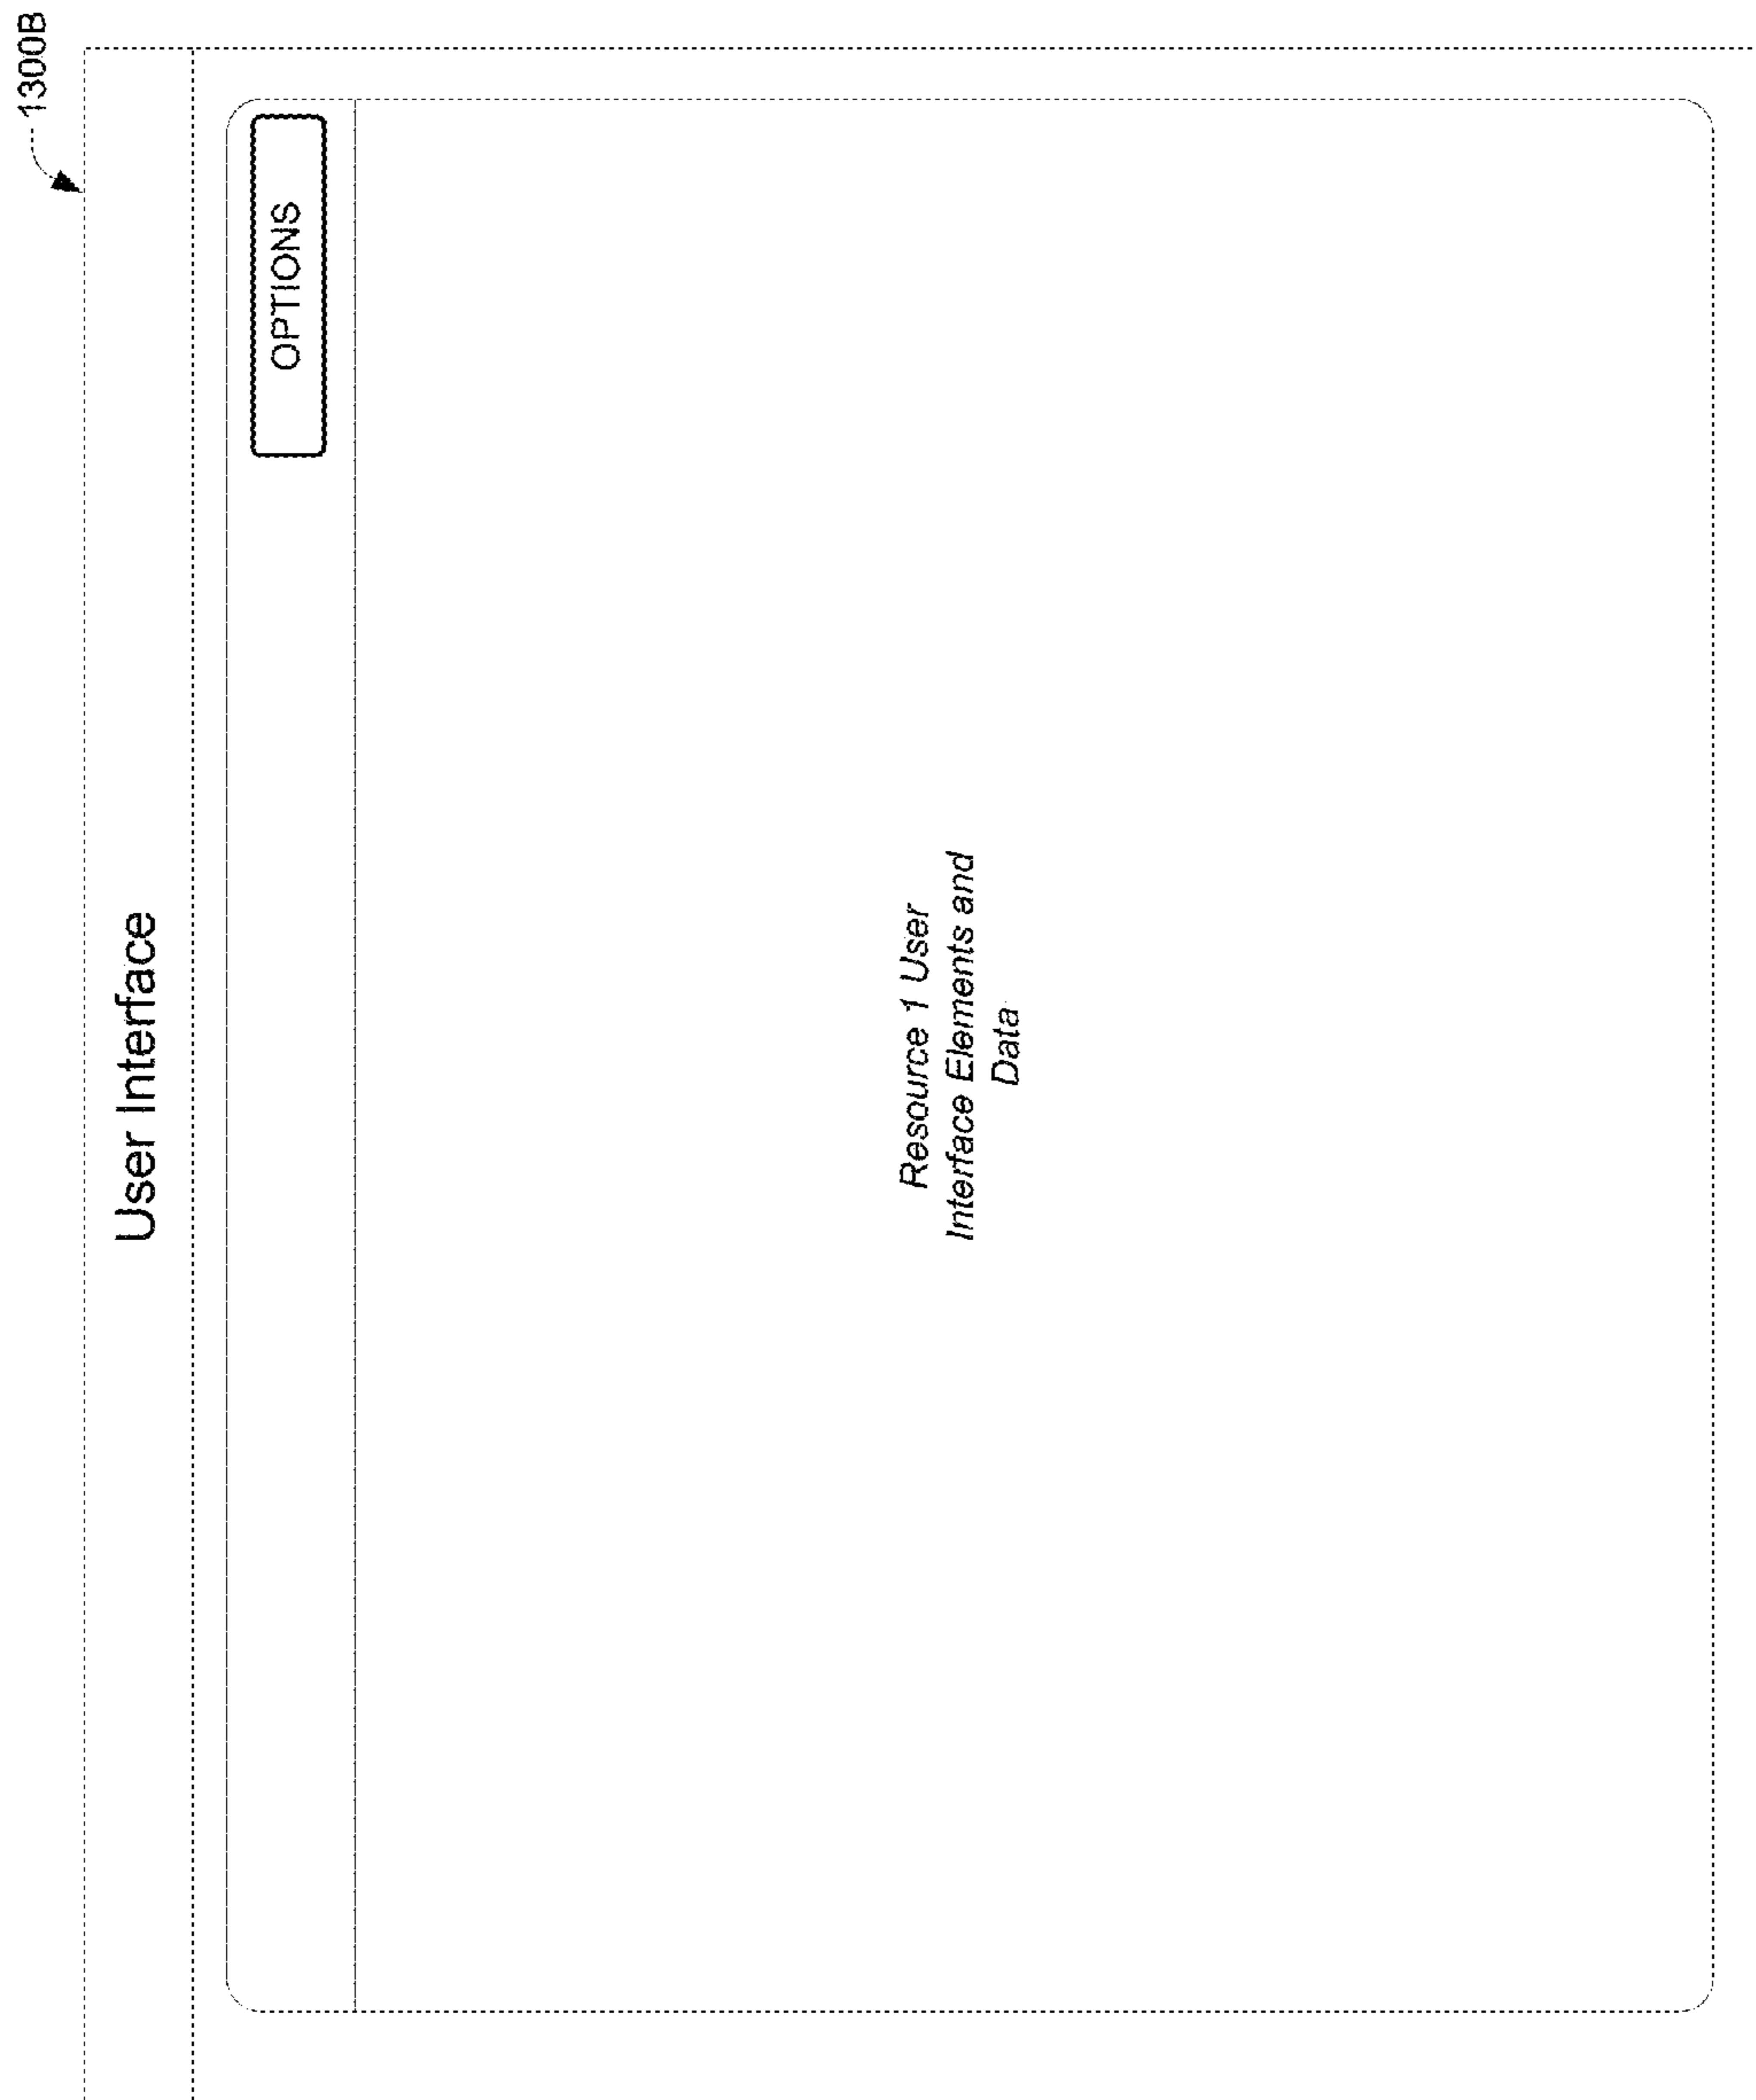 1300B
User Interface
OPTIONS
Resource 1 User
Interface Elements and
Data